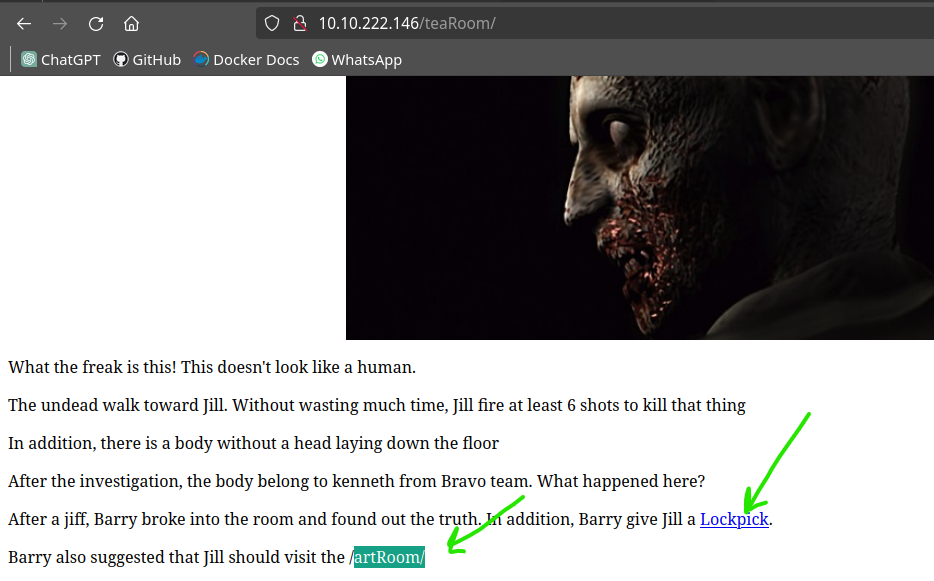 10.10.222.146/teaRoom/
ChatGPT GitHub Docker Docs WhatsApp
What the freak is this! This doesn't look like a human.
The undead walk toward Jill. Without wasting much time, Jill fire at least 6 shots to kill that thing
In addition, there is a body without a head laying down the floor
After the investigation, the body belong to kenneth from Bravo team. What happened here?
After a jiff, Barry broke into the room and found out the truth. In addition, Barry give Jill a Lockpick.
Barry also suggested that Jill should visit the /artRoom/